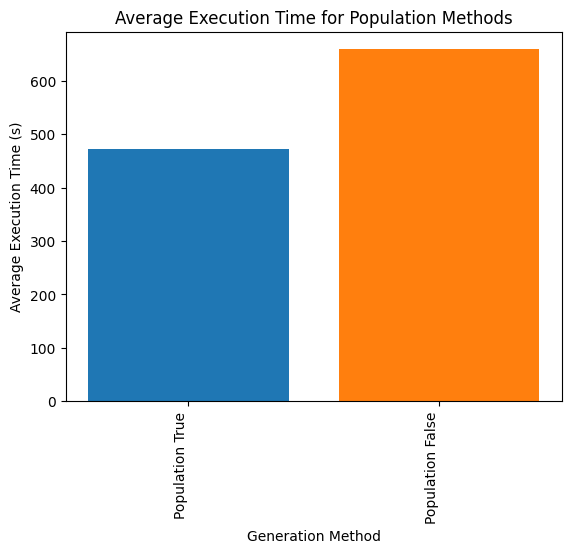 Average Execution Time for Population Methods
Average Execution Time (s)
600
500
400
300
200
100
0
Population True
Population False
Generation Method